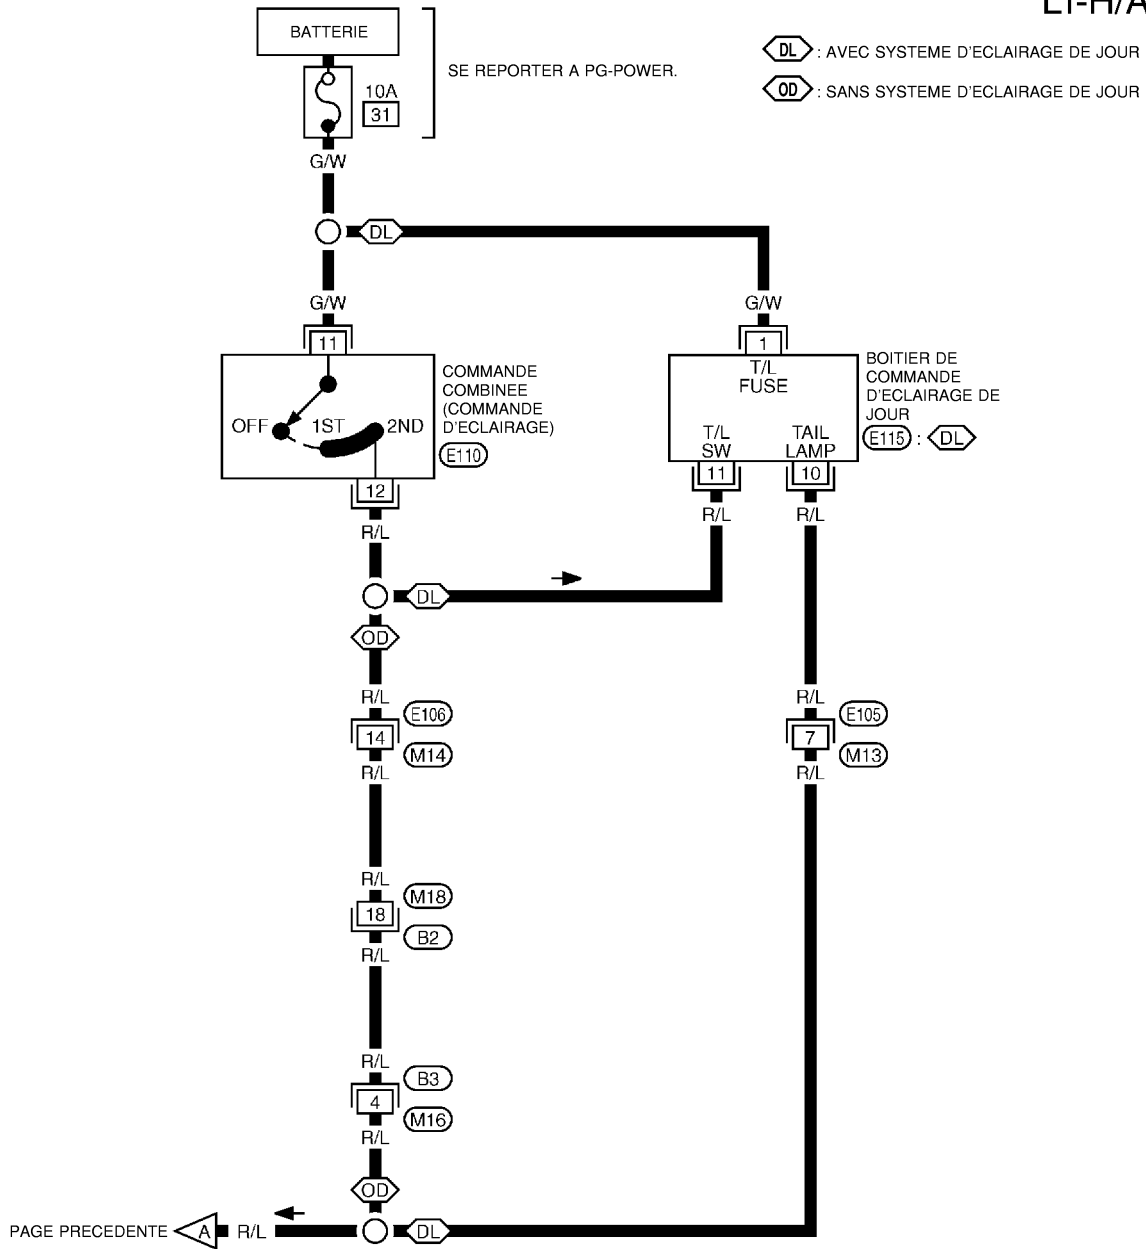 LT-H/A
BATTERIE
10A
31
SE REPORTER A PG-POWER.
DL : AVEC SYSTEME D'ECLAIRAGE DE JOUR
OD : SANS SYSTEME D'ECLAIRAGE DE JOUR
G/W
DL
G/W
G/W
11
1
COMMANDE
COMBINEE
(COMMANDE
D'ECLAIRAGE)
E110
OFF
1ST
2ND
12
T/L
FUSE
T/L
SW
TAIL
LAMP
BOITIER DE
COMMANDE
D'ECLAIRAGE DE
JOUR
E115 : DL
11
10
R/L
R/L
R/L
DL
OD
R/L
E106
14
M14
R/L
R/L
E105
7
M13
R/L
R/L
M18
18
B2
R/L
R/L
B3
4
M16
R/L
OD
PAGE PRECEDENTE
A
R/L
DL